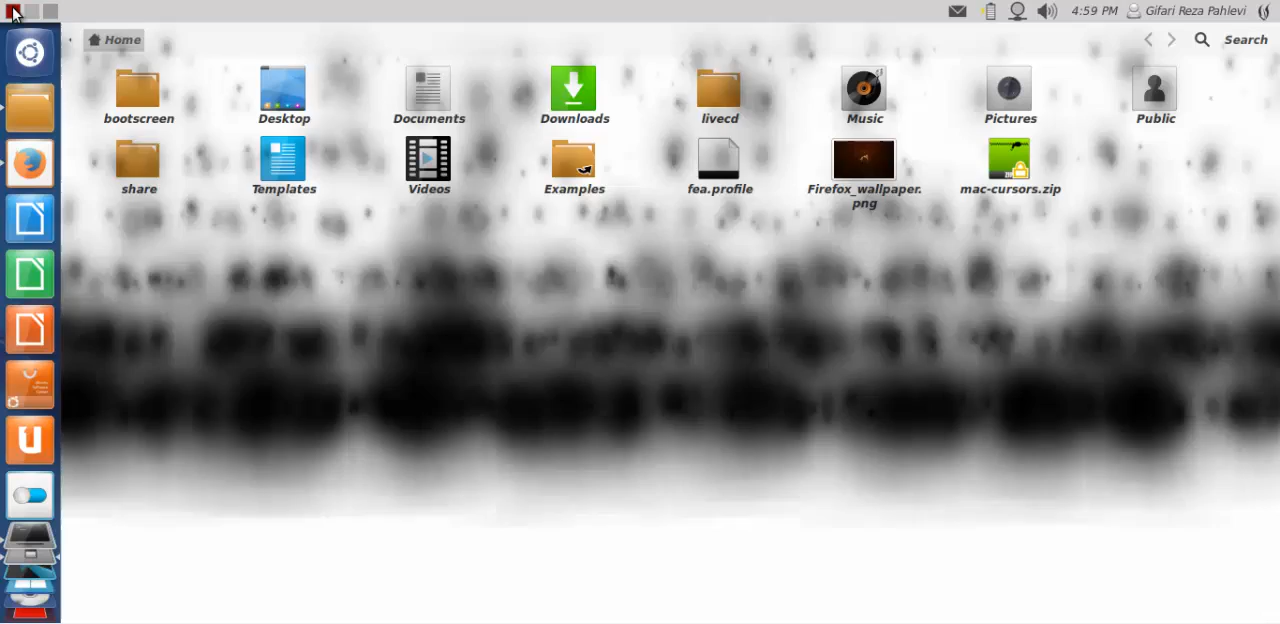 4:59 PM Gifari Reza Pahlevi
Home Search
bootscreen Desktop Documents Downloads livecd Music Pictures Public
share Templates Videos Examples fea.profile Firefox_wallpaper. mac-cursors.zip
png